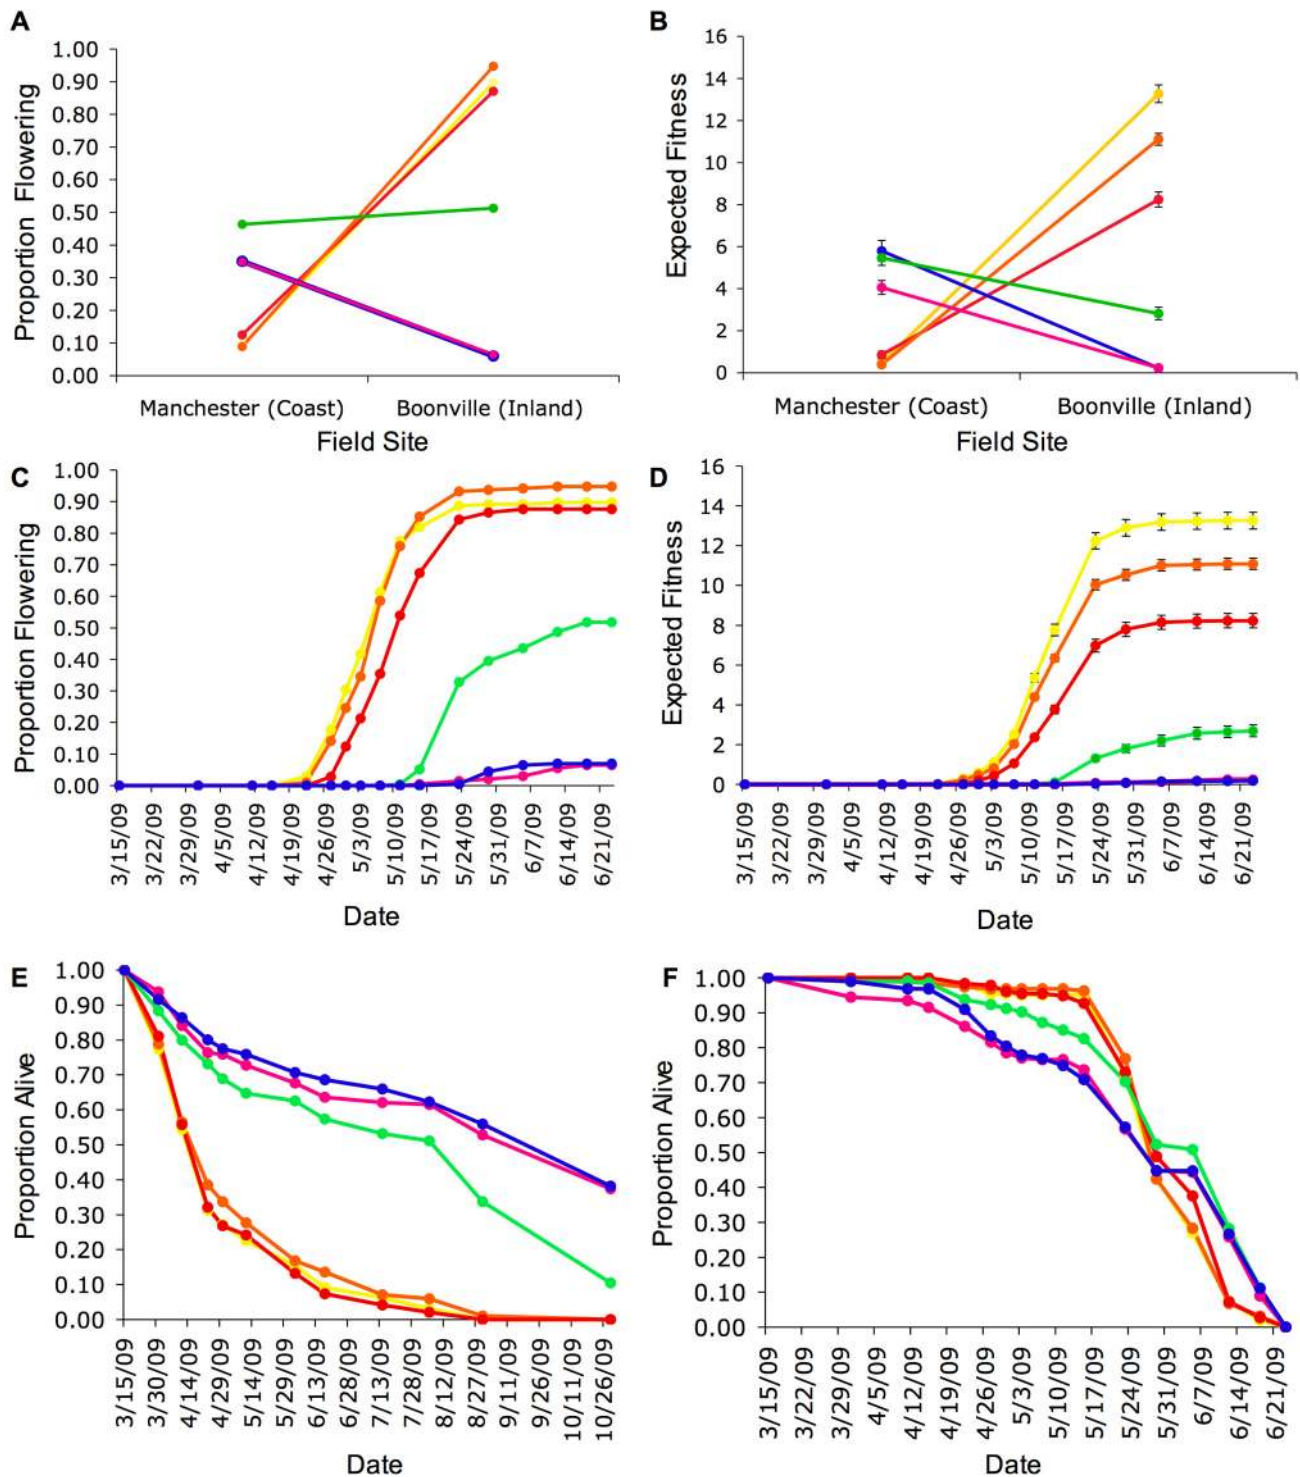 A
B
Proportion Flowering
1.00
0.90
0.80
0.70
0.60
0.50
0.40
0.30
0.20
0.10
0.00
Manchester (Coast) Boonville (Inland)
Field Site
Expected Fitness
16
14
12
10
8
6
4
2
0
Manchester (Coast) Boonville (Inland)
Field Site
C
D
Proportion Flowering
1.00
0.90
0.80
0.70
0.60
0.50
0.40
0.30
0.20
0.10
0.00
3/15/09 3/22/09 3/29/09 4/5/09 4/12/09 4/19/09 4/26/09 5/3/09 5/10/09 5/17/09 5/24/09 5/31/09 6/7/09 6/14/09 6/21/09
Date
Expected Fitness
16
14
12
10
8
6
4
2
0
3/15/09 3/22/09 3/29/09 4/5/09 4/12/09 4/19/09 4/26/09 5/3/09 5/10/09 5/17/09 5/24/09 5/31/09 6/7/09 6/14/09 6/21/09
Date
E
F
Proportion Alive
1.00
0.90
0.80
0.70
0.60
0.50
0.40
0.30
0.20
0.10
0.00
3/15/09 3/30/09 4/14/09 4/29/09 5/14/09 5/29/09 6/13/09 6/28/09 7/13/09 7/28/09 8/12/09 8/27/09 9/11/09 9/26/09 10/11/09 10/26/09
Date
Proportion Alive
1.00
0.90
0.80
0.70
0.60
0.50
0.40
0.30
0.20
0.10
0.00
3/15/09 3/22/09 3/29/09 4/5/09 4/12/09 4/19/09 4/26/09 5/3/09 5/10/09 5/17/09 5/24/09 5/31/09 6/7/09 6/14/09 6/21/09
Date